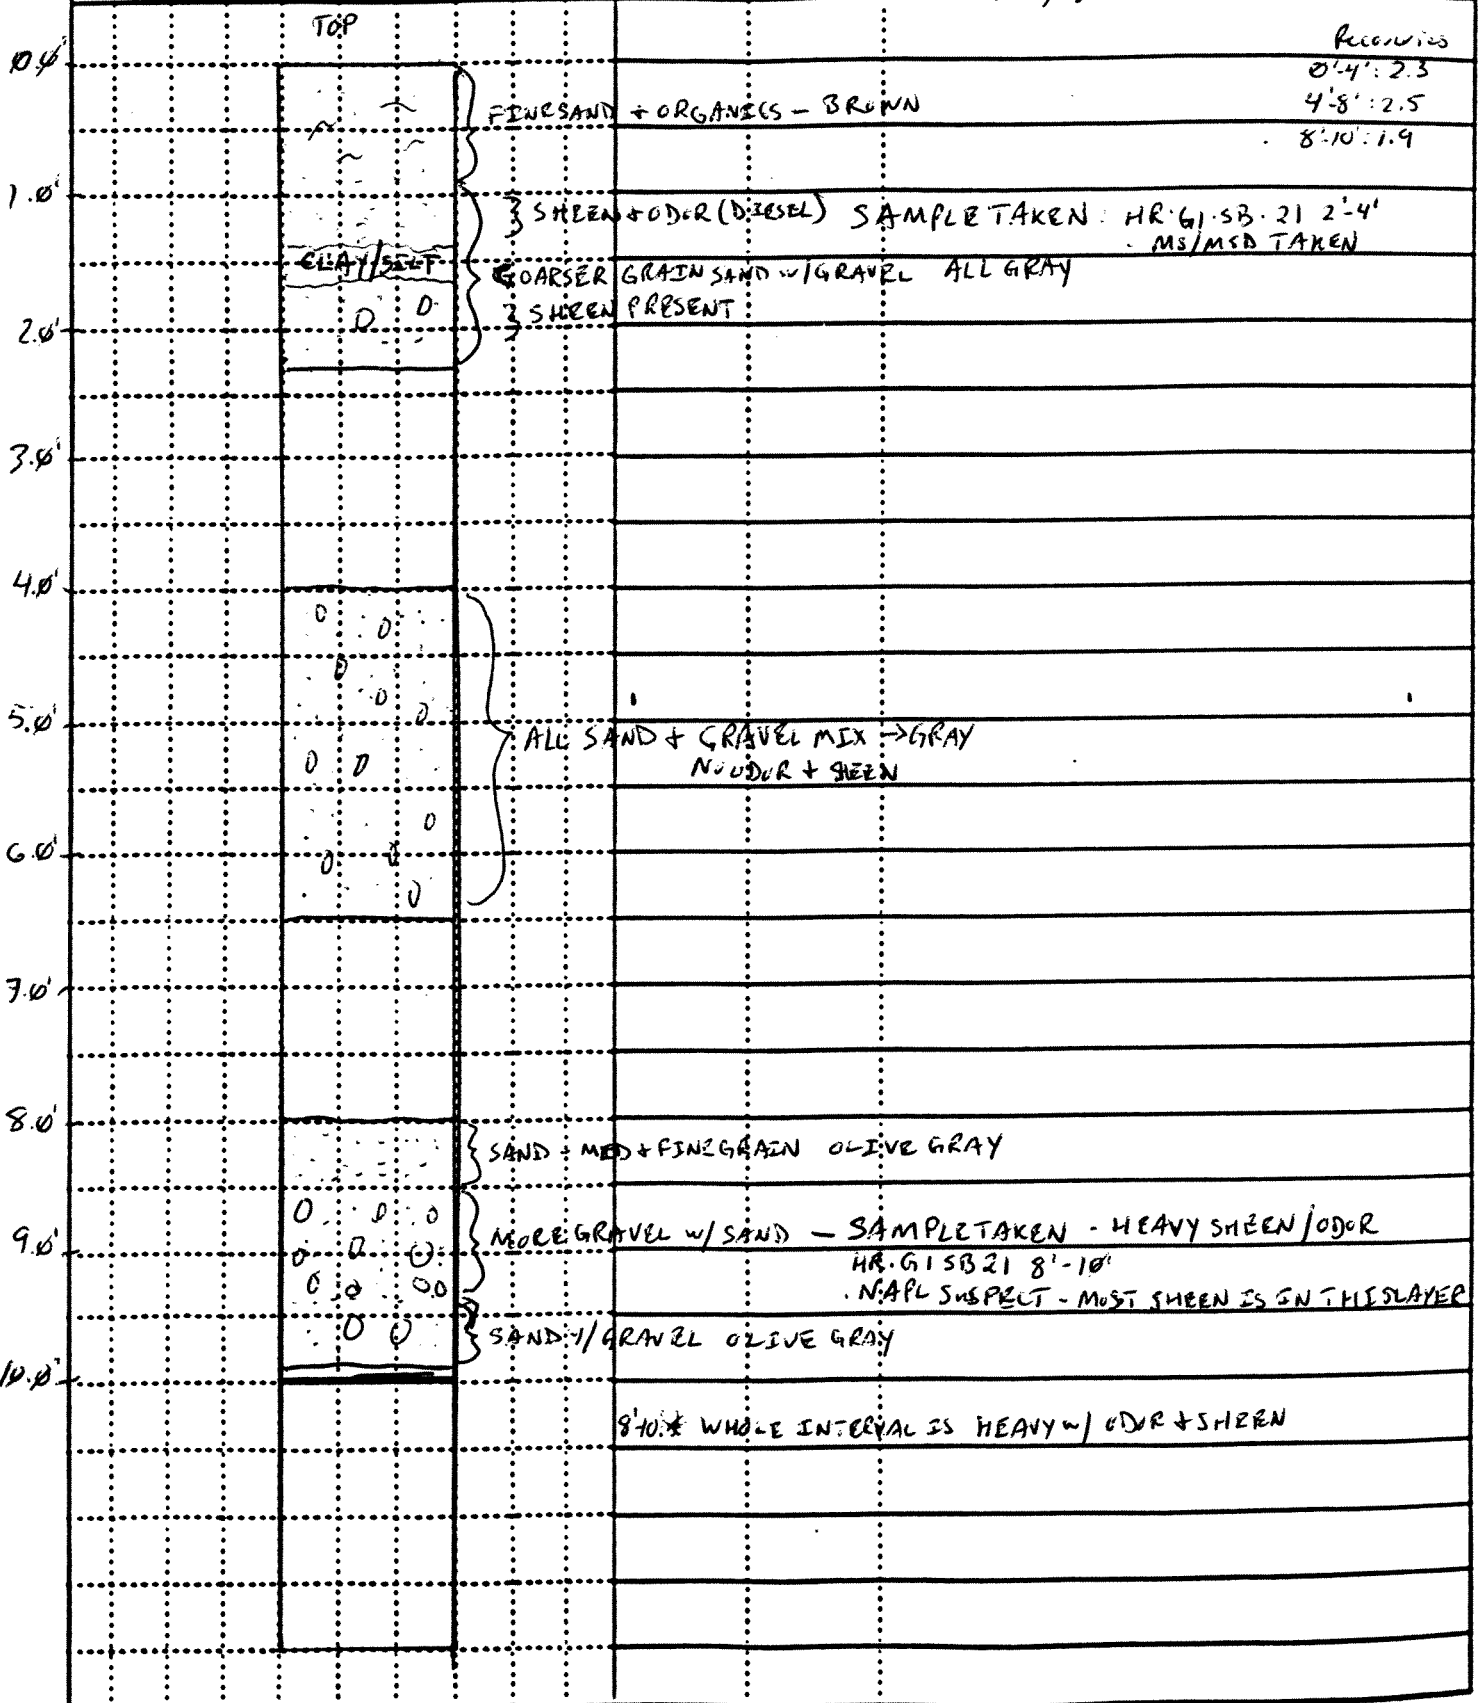 TOP
Recoveries
0.0'
0'-4': 2.3
4'-8': 2.5
FINE SAND + ORGANICS - BROWN
8'-10': 1.9
1.0'
} SHEEN + ODOR (DIESEL) SAMPLE TAKEN: HR·G1·SB·21 2'-4'
· MS/MSD TAKEN
CLAY/SILT
COARSER GRAIN SAND w/GRAVEL ALL GRAY
} SHEEN PRESENT
2.0'
3.0'
4.0'
5.0'
ALL SAND + GRAVEL MIX → GRAY
NO ODOR + SHEEN
6.0'
7.0'
8.0'
SAND - MED + FINE GRAIN OLIVE GRAY
MORE GRAVEL w/ SAND — SAMPLE TAKEN - HEAVY SHEEN/ODOR
9.0'
HR·G1SB21 8'-10'
· NAPL SUSPECT - MOST SHEEN IS IN THIS LAYER
SAND w/GRAVEL OLIVE GRAY
10.0'
8'-10' * WHOLE INTERVAL IS HEAVY w/ ODOR + SHEEN